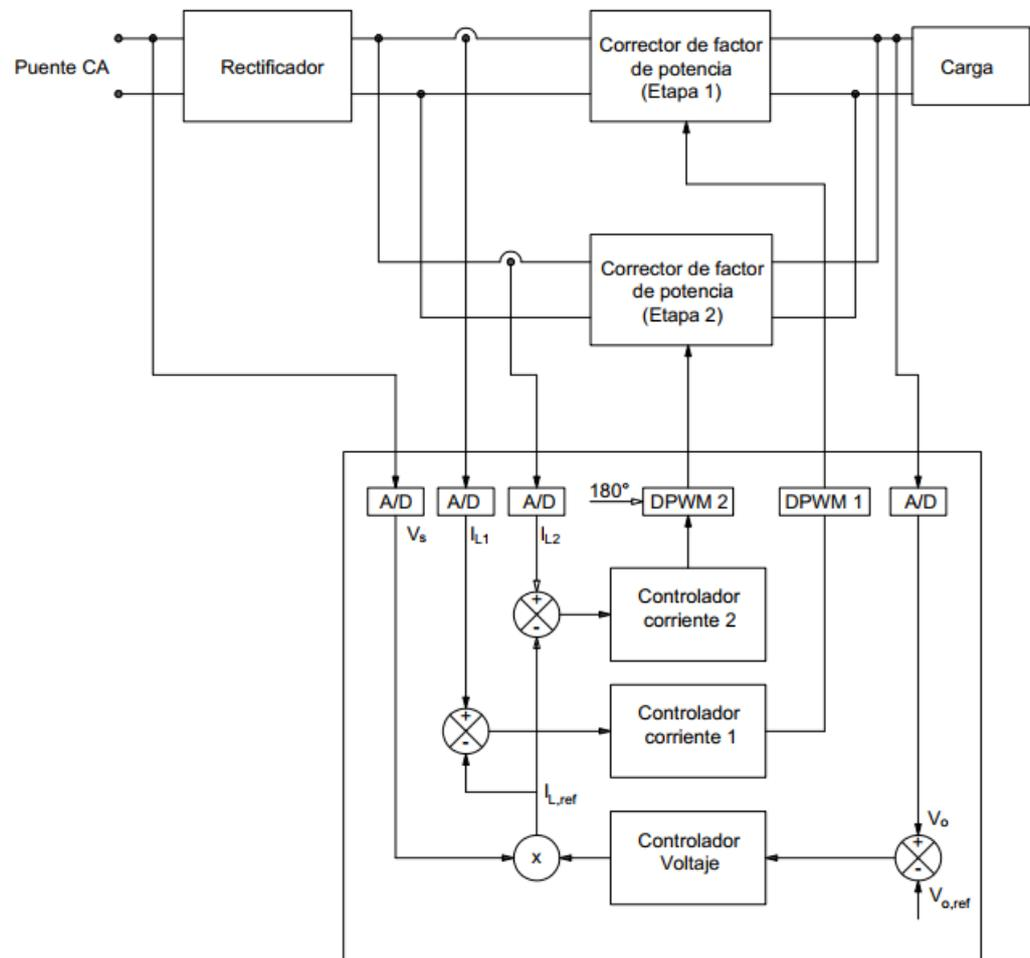 Puente CA
Rectificador
Corrector de factor
de potencia
(Etapa 1)
Carga
Corrector de factor
de potencia
(Etapa 2)
A/D
A/D
A/D
180°
DPWM 2
DPWM 1
A/D
Vs
IL1
IL2
+
-
Controlador
corriente 2
+
-
Controlador
corriente 1
IL,ref
x
Controlador
Voltaje
Vo
+
-
Vo,ref